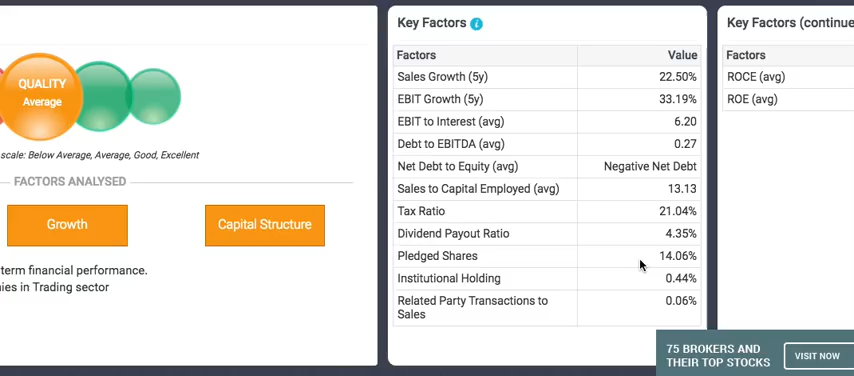 QUALITY
Average
scale: Below Average, Average, Good, Excellent
FACTORS ANALYSED
Growth
Capital Structure
term financial performance.
ies in Trading sector
Key Factors i
Factors Value
Sales Growth (5y) 22.50%
EBIT Growth (5y) 33.19%
EBIT to Interest (avg) 6.20
Debt to EBITDA (avg) 0.27
Net Debt to Equity (avg) Negative Net Debt
Sales to Capital Employed (avg) 13.13
Tax Ratio 21.04%
Dividend Payout Ratio 4.35%
Pledged Shares 14.06%
Institutional Holding 0.44%
Related Party Transactions to 0.06%
Sales
Key Factors (continue
Factors
ROCE (avg)
ROE (avg)
75 BROKERS AND
THEIR TOP STOCKS
VISIT NOW